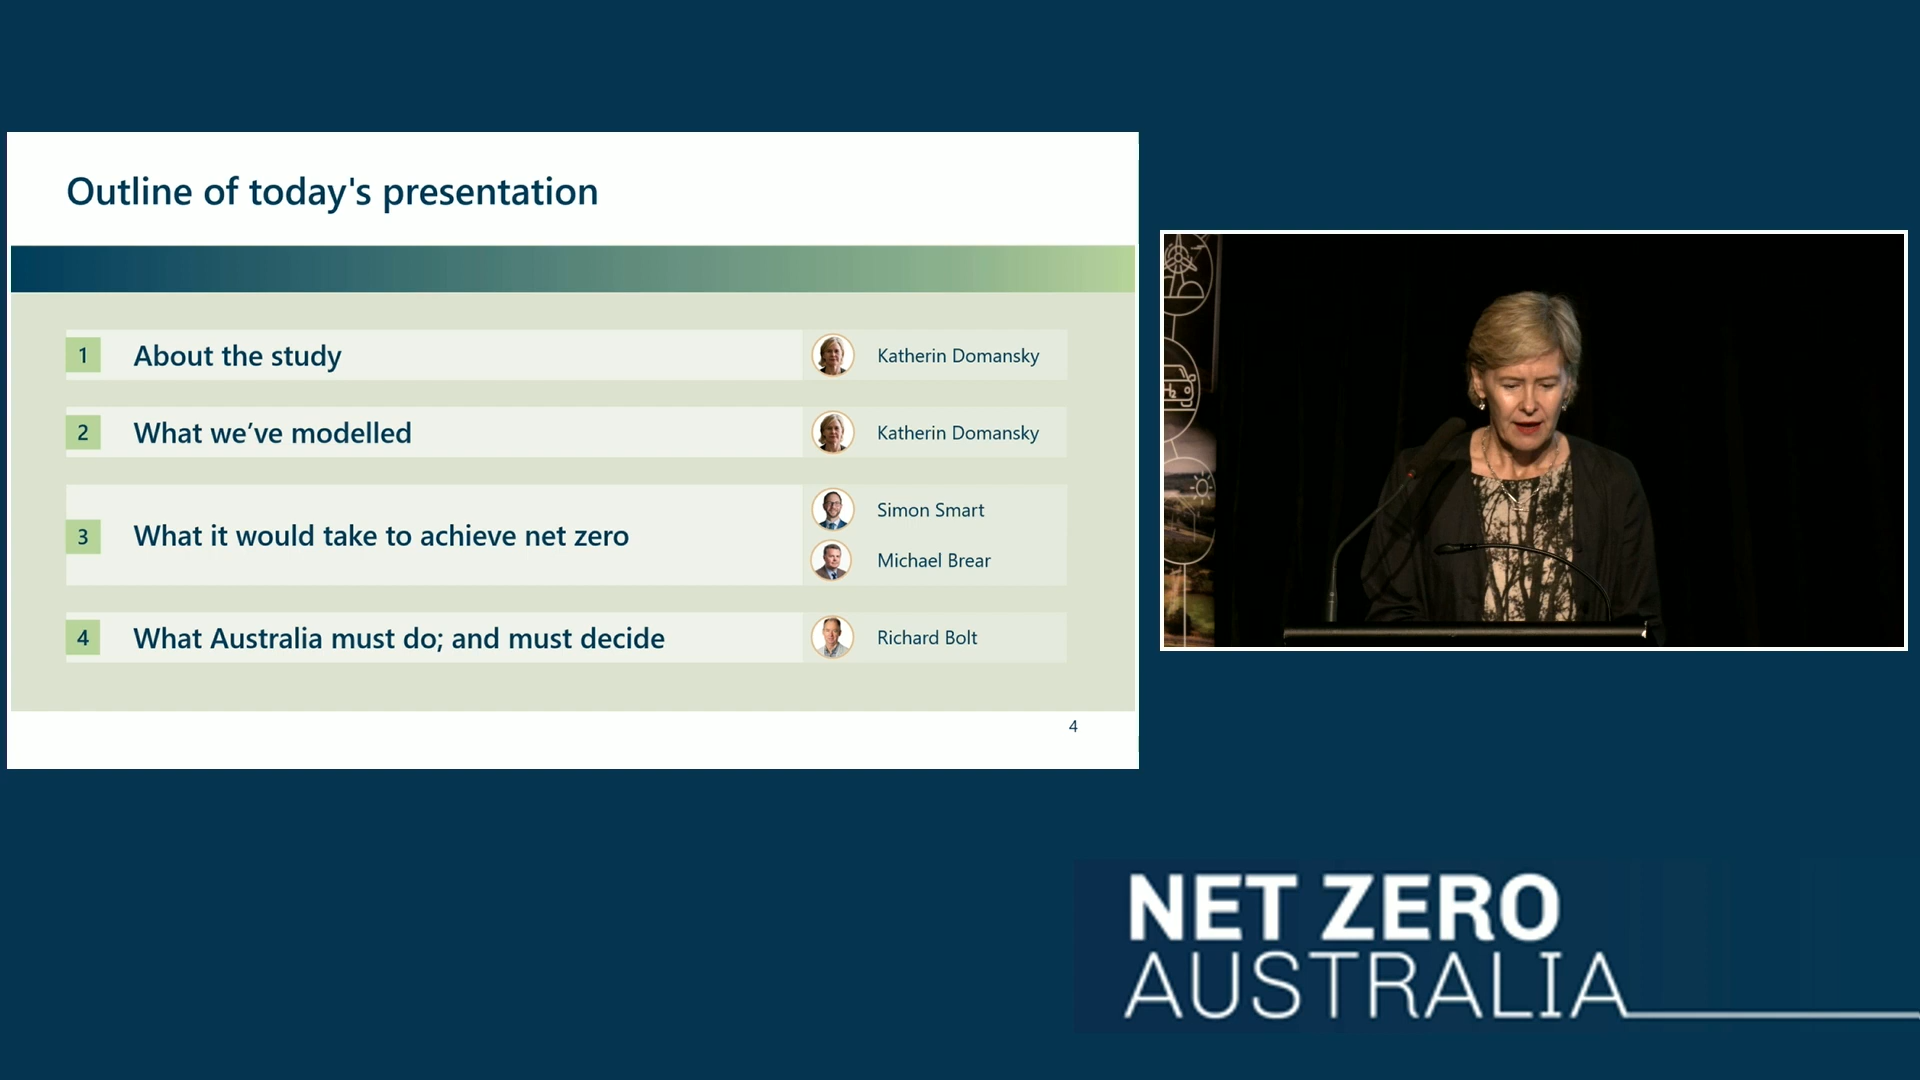 Outline of today's presentation
1 About the study Katherin Domansky
2 What we’ve modelled Katherin Domansky
3 What it would take to achieve net zero Simon Smart
Michael Brear
4 What Australia must do; and must decide Richard Bolt
4
NET ZERO
AUSTRALIA